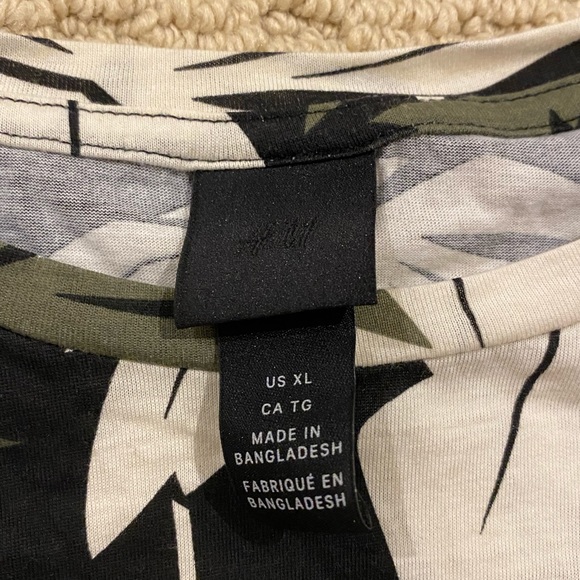 H&M
US XL
CA TG
MADE IN
BANGLADESH
FABRIQUÉ EN
BANGLADESH